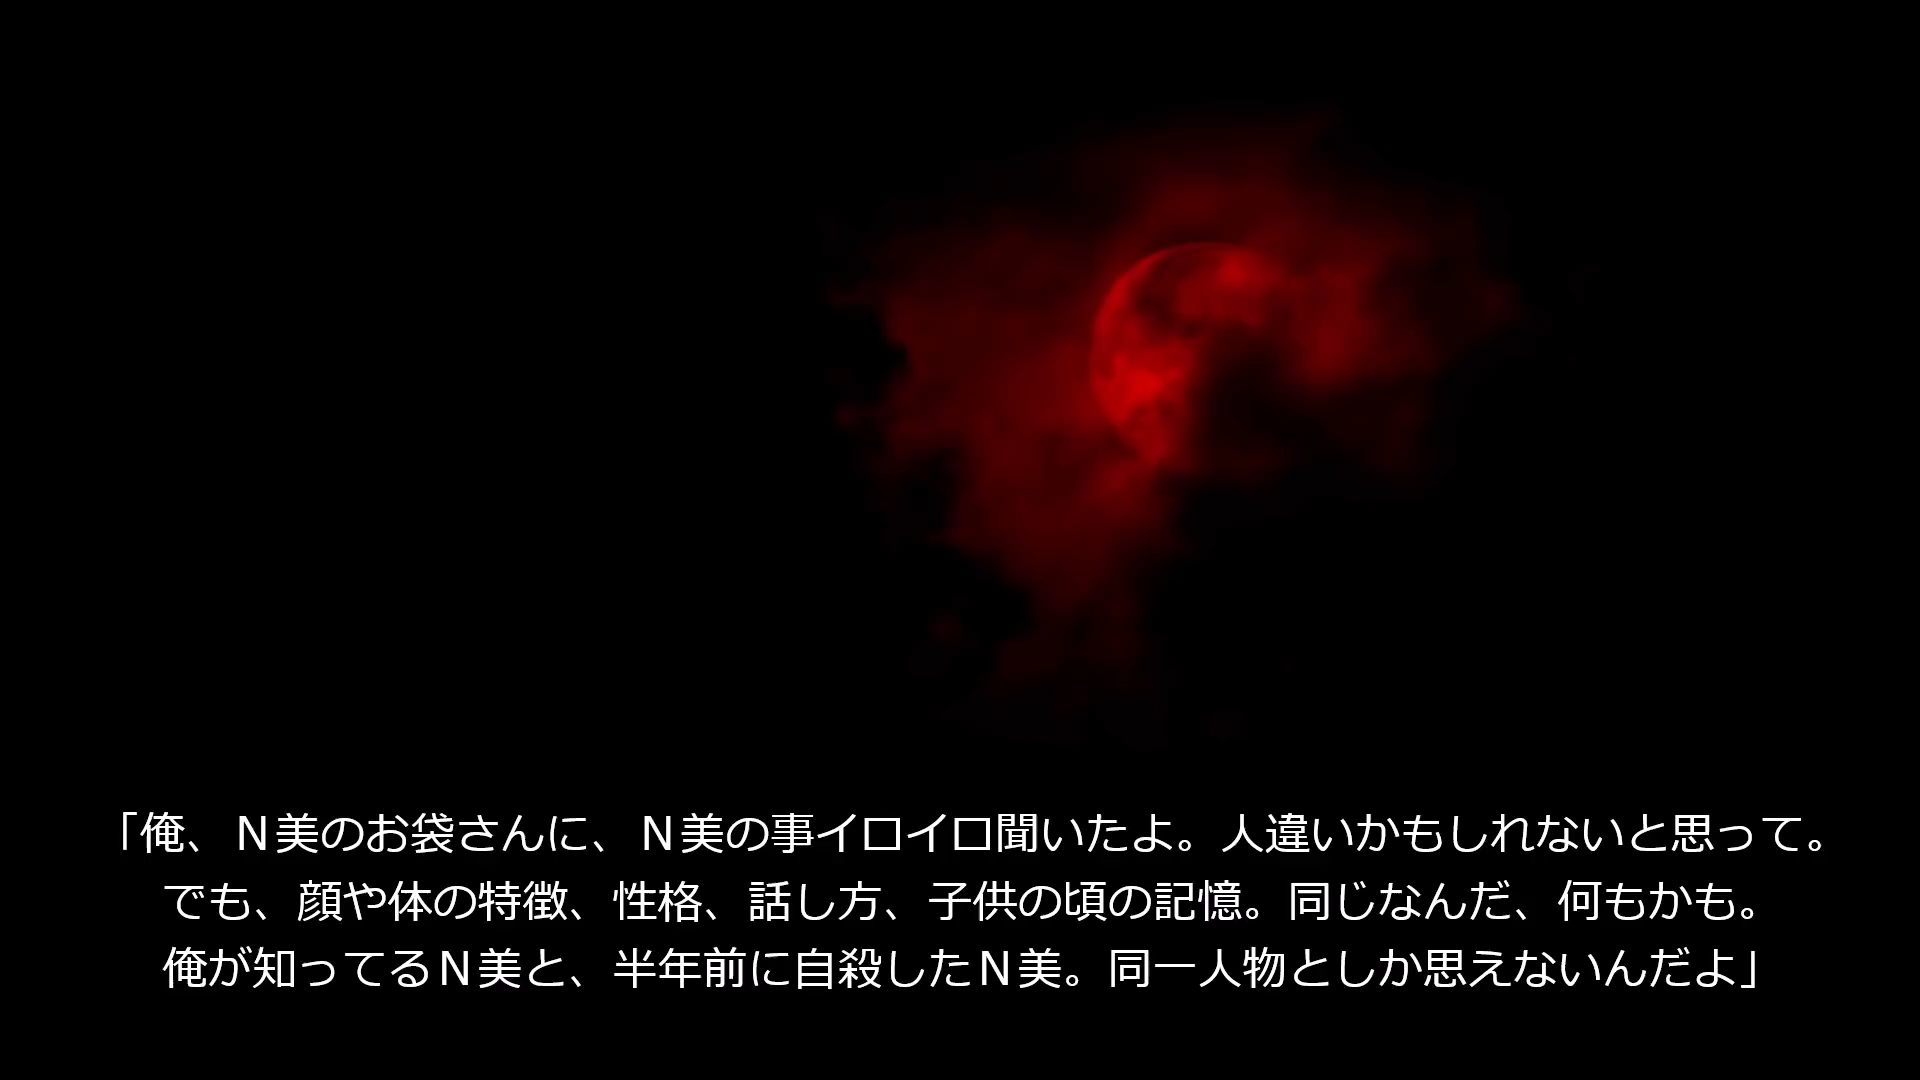 「俺、Ｎ美のお袋さんに、Ｎ美の事イロイロ聞いたよ。人違いかもしれないと思って。
でも、顔や体の特徴、性格、話し方、子供の頃の記憶。同じなんだ、何もかも。
俺が知ってるＮ美と、半年前に自殺したＮ美。同一人物としか思えないんだよ」